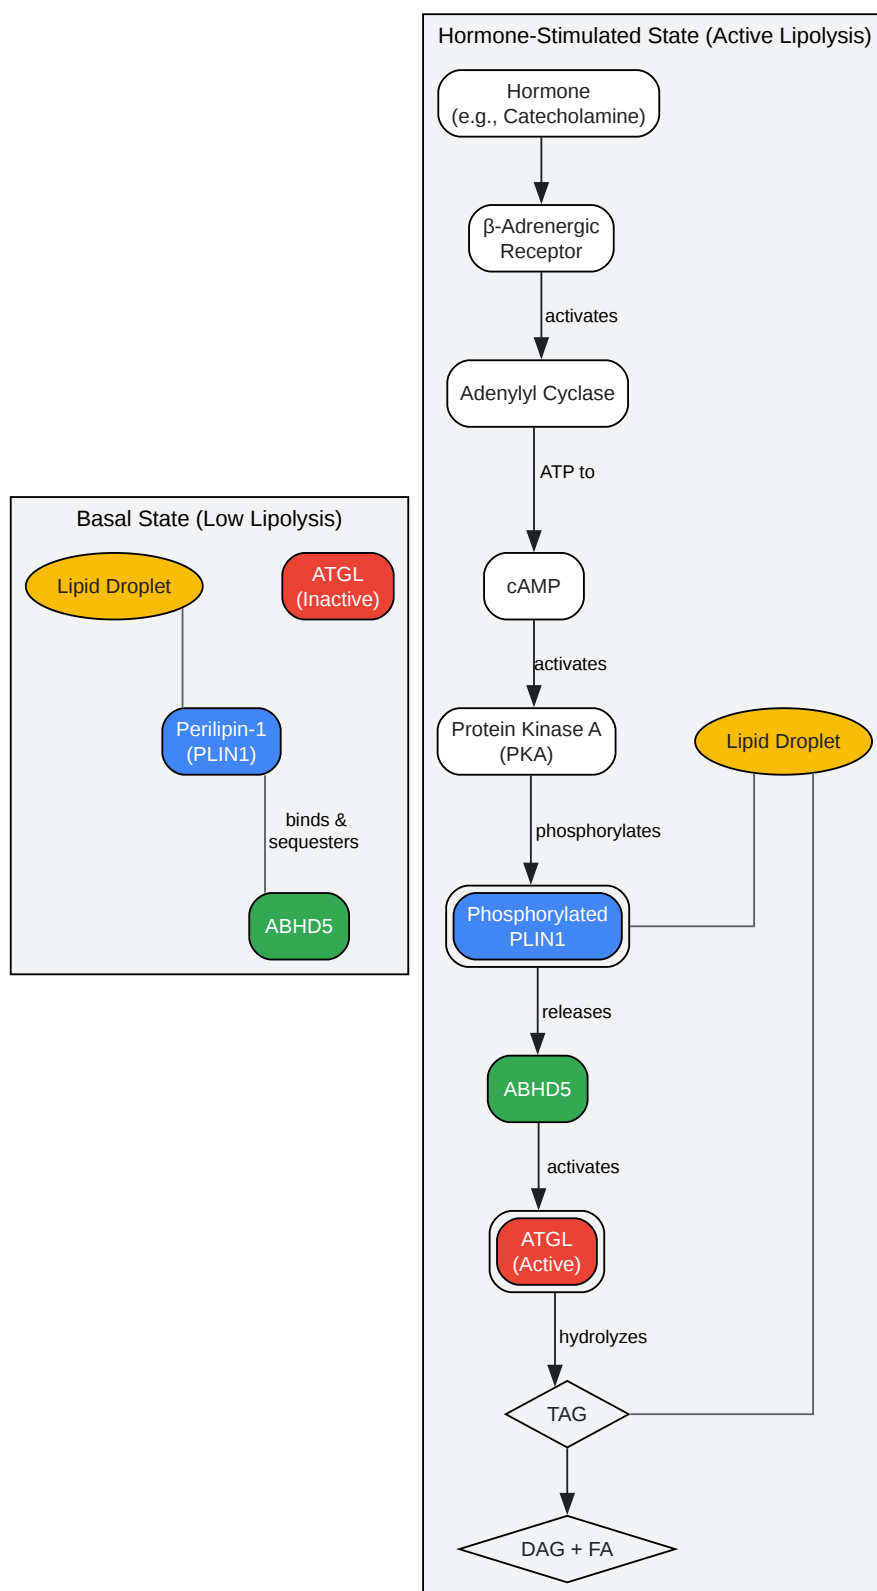 Hormone-Stimulated State (Active Lipolysis)
Hormone
(e.g., Catecholamine)
β-Adrenergic
Receptor
activates
Adenylyl Cyclase
ATP to
cAMP
activates
Protein Kinase A
(PKA)
Lipid Droplet
phosphorylates
Phosphorylated
PLIN1
releases
ABHD5
activates
ATGL
(Active)
hydrolyzes
TAG
DAG + FA
Basal State (Low Lipolysis)
Lipid Droplet
ATGL
(Inactive)
Perilipin-1
(PLIN1)
binds &
sequesters
ABHD5